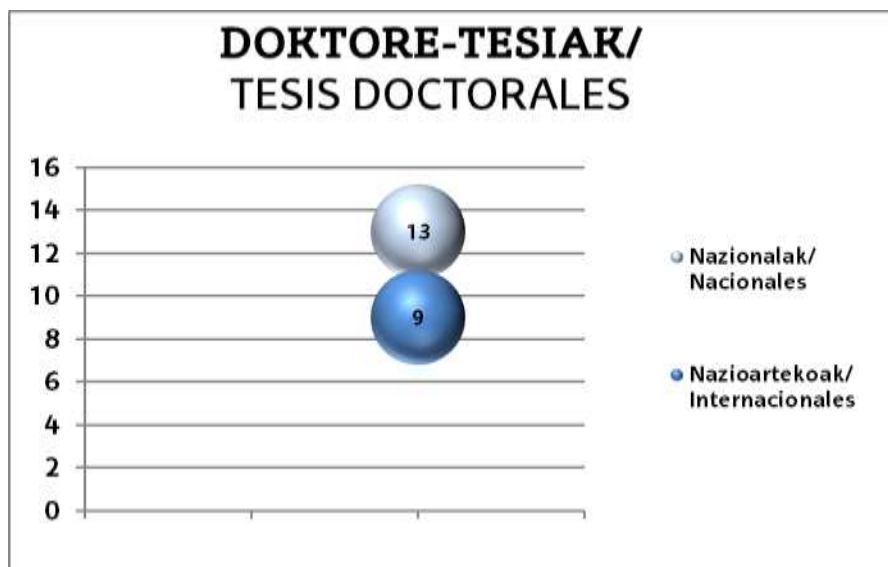 DOKTORE-TESIAK/
TESIS DOCTORALES
16
14
12
10
8
6
4
2
0
13
9
Nazionalak/
Nacionales
Nazioartekoak/
Internacionales